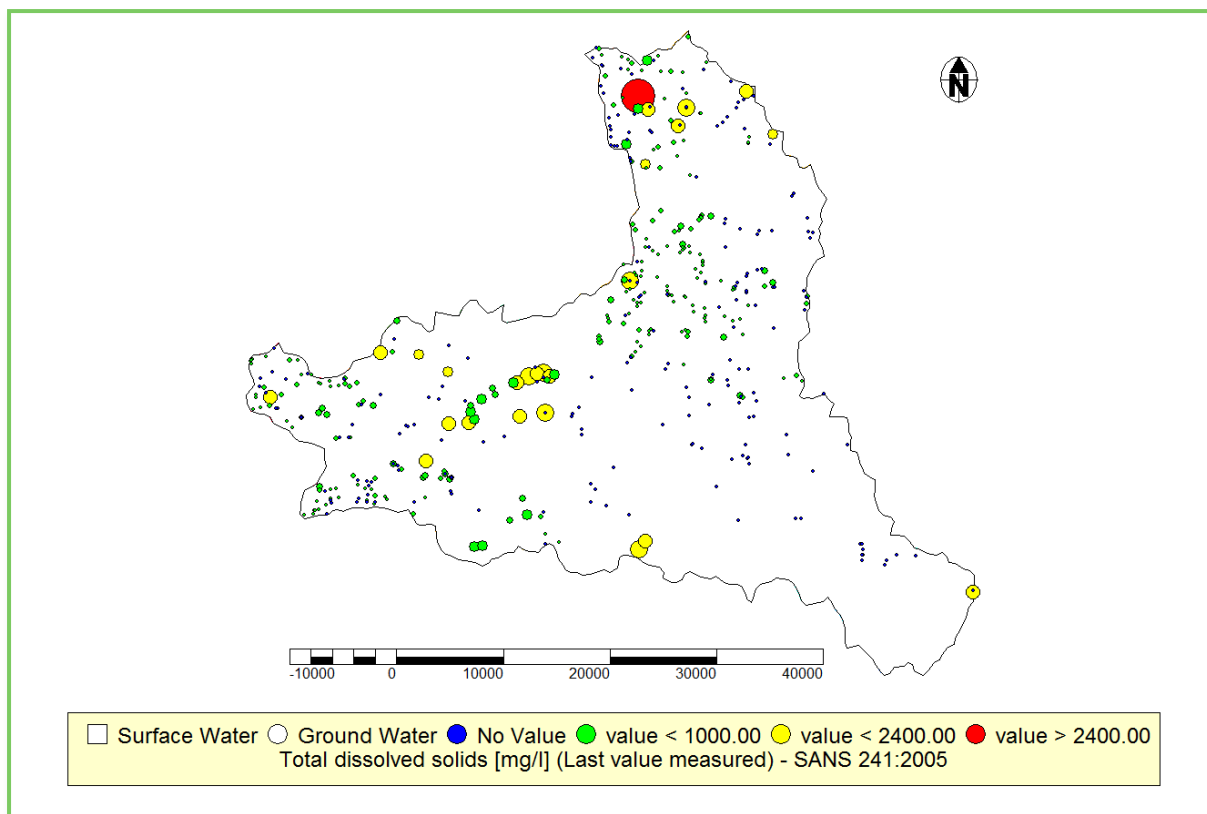 N
-10000 0 10000 20000 30000 40000
Surface Water Ground Water No Value value < 1000.00 value < 2400.00 value > 2400.00
Total dissolved solids [mg/l] (Last value measured) - SANS 241:2005